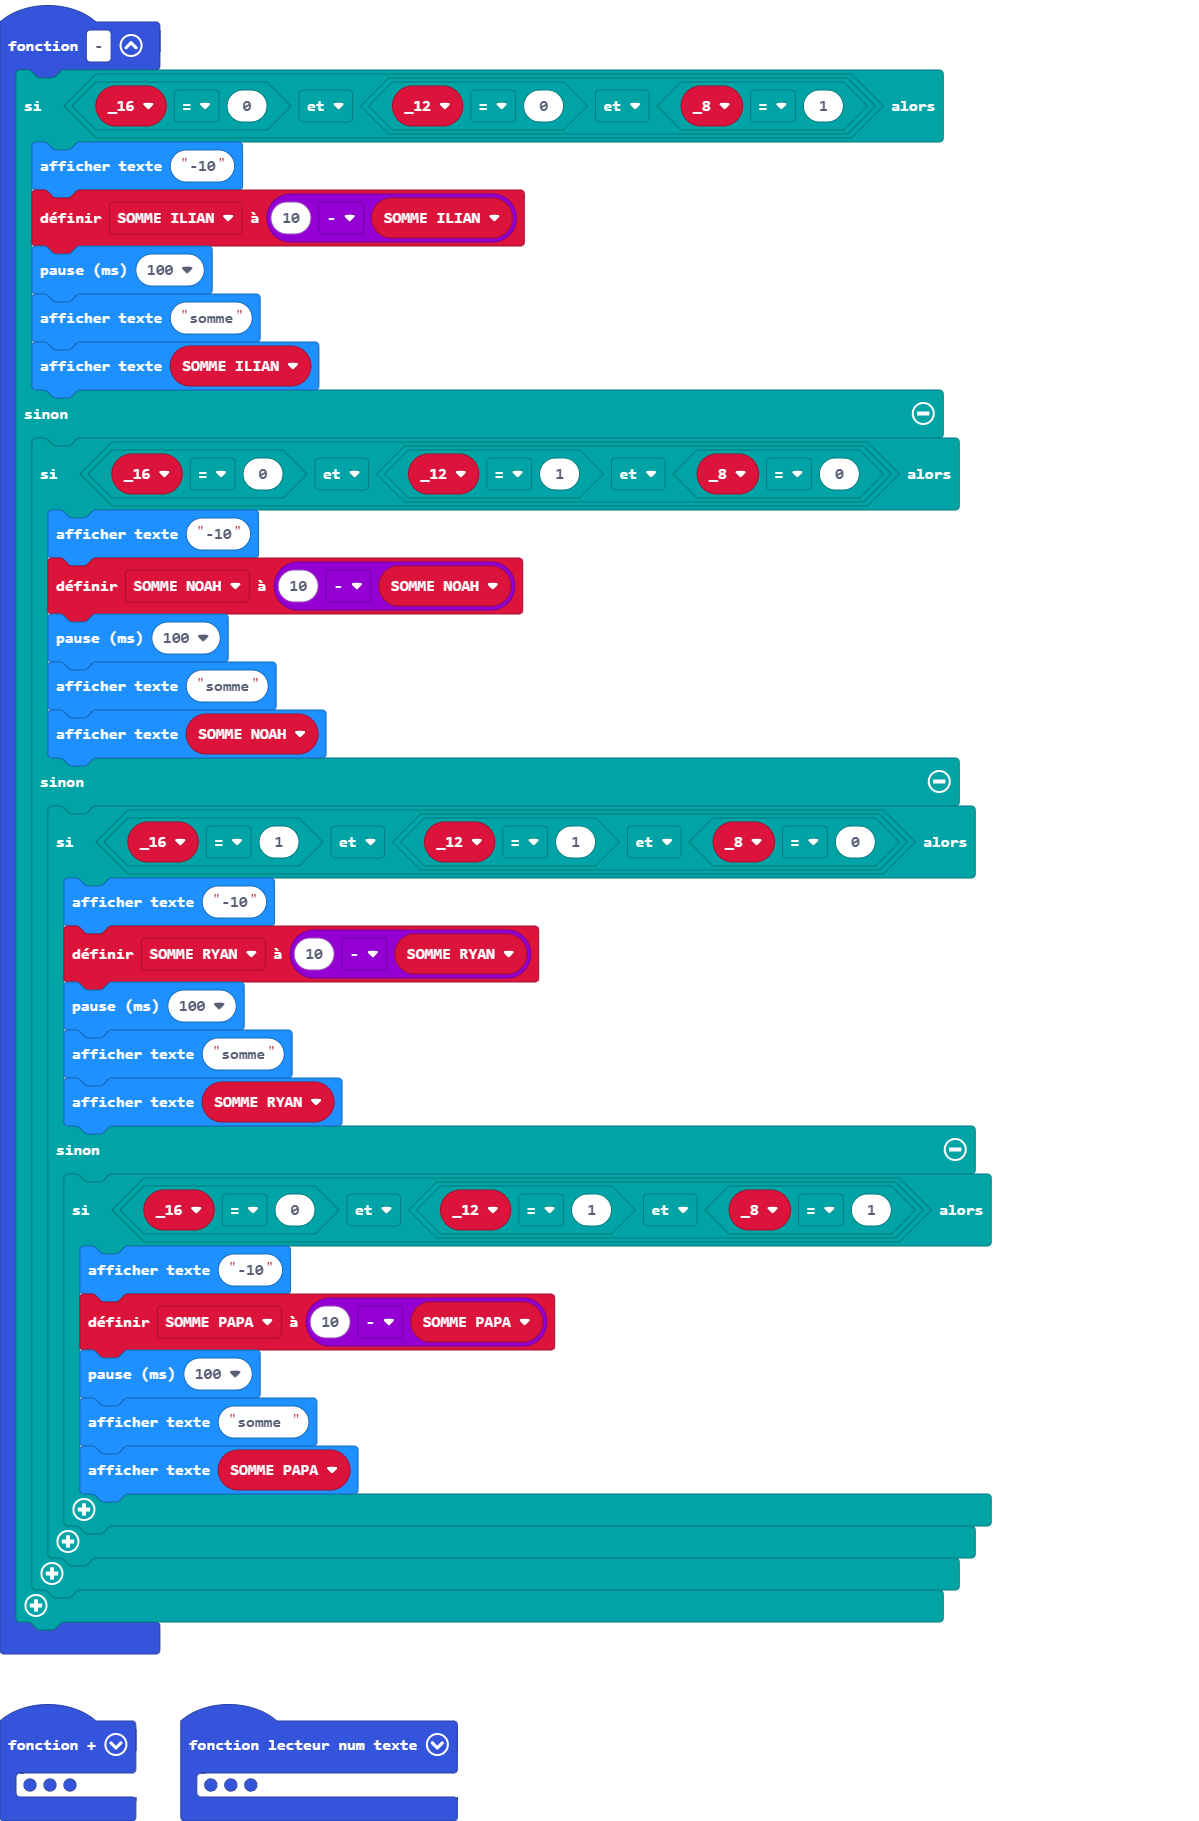 fonction -
si _16 = 0 et _12 = 0 et _8 = 1 alors
afficher texte "-10"
définir SOMME ILIAN à 10 - SOMME ILIAN
pause (ms) 100
afficher texte "somme"
afficher texte SOMME ILIAN
sinon
si _16 = 0 et _12 = 1 et _8 = 0 alors
afficher texte "-10"
définir SOMME NOAH à 10 - SOMME NOAH
pause (ms) 100
afficher texte "somme"
afficher texte SOMME NOAH
sinon
si _16 = 1 et _12 = 1 et _8 = 0 alors
afficher texte "-10"
définir SOMME RYAN à 10 - SOMME RYAN
pause (ms) 100
afficher texte "somme"
afficher texte SOMME RYAN
sinon
si _16 = 0 et _12 = 1 et _8 = 1 alors
afficher texte "-10"
définir SOMME PAPA à 10 - SOMME PAPA
pause (ms) 100
afficher texte "somme "
afficher texte SOMME PAPA
fonction +
fonction lecteur num texte